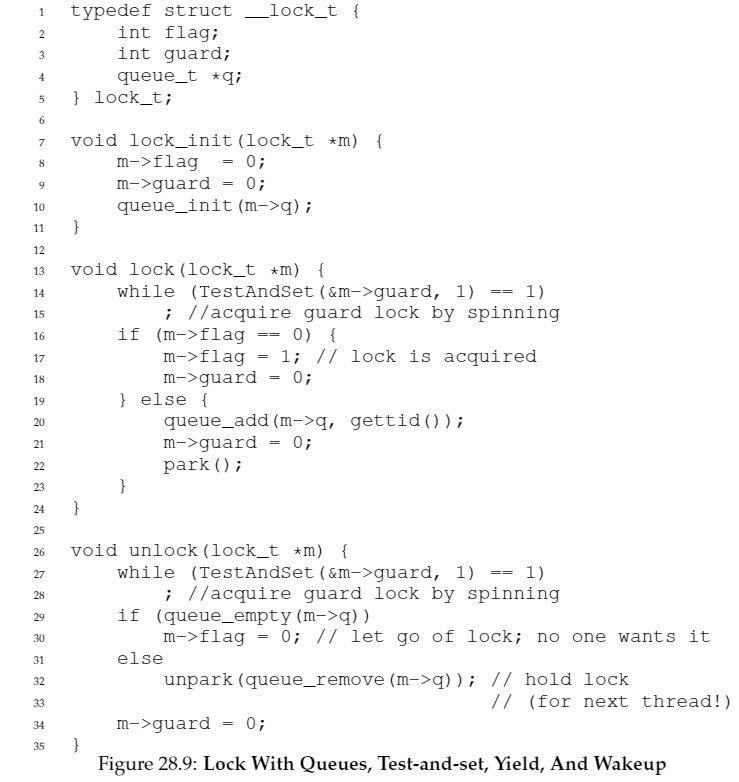 1 typedef struct __lock_t {
2 int flag;
3 int guard;
4 queue_t *q;
5 } lock_t;
6
7 void lock_init(lock_t *m) {
8 m->flag = 0;
9 m->guard = 0;
10 queue_init(m->q);
11 }
12
13 void lock(lock_t *m) {
14 while (TestAndSet(&m->guard, 1) == 1)
15 ; //acquire guard lock by spinning
16 if (m->flag == 0) {
17 m->flag = 1; // lock is acquired
18 m->guard = 0;
19 } else {
20 queue_add(m->q, gettid());
21 m->guard = 0;
22 park();
23 }
24 }
25
26 void unlock(lock_t *m) {
27 while (TestAndSet(&m->guard, 1) == 1)
28 ; //acquire guard lock by spinning
29 if (queue_empty(m->q))
30 m->flag = 0; // let go of lock; no one wants it
31 else
32 unpark(queue_remove(m->q)); // hold lock
33 // (for next thread!)
34 m->guard = 0;
35 }
Figure 28.9: Lock With Queues, Test-and-set, Yield, And Wakeup